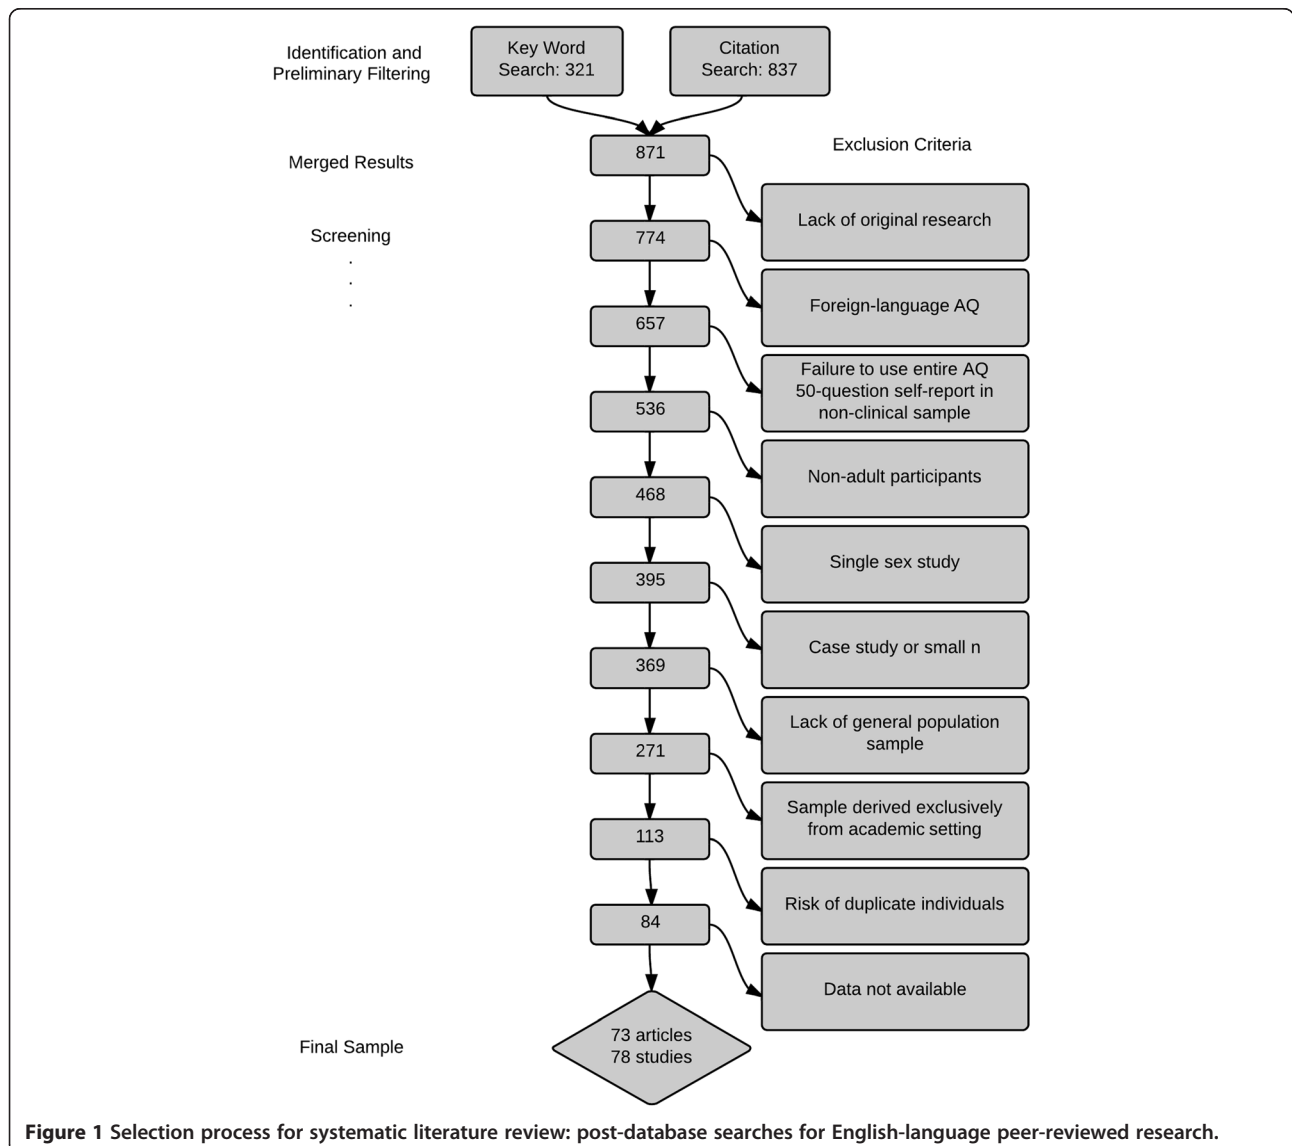 Identification and
Preliminary Filtering
Key Word
Search: 321
Citation
Search: 837
Merged Results
871
Exclusion Criteria
Lack of original research
Screening
.
.
.
774
Foreign-language AQ
657
Failure to use entire AQ
50-question self-report in
non-clinical sample
536
Non-adult participants
468
Single sex study
395
Case study or small n
369
Lack of general population
sample
271
Sample derived exclusively
from academic setting
113
Risk of duplicate individuals
84
Data not available
Final Sample
73 articles
78 studies
Figure 1 Selection process for systematic literature review: post-database searches for English-language peer-reviewed research.